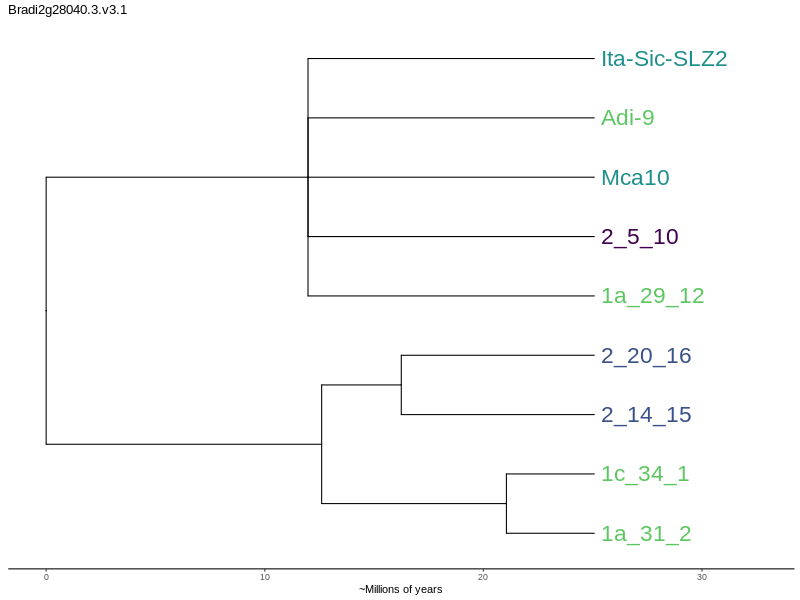 Bradi2g28040.3.v3.1
Ita-Sic-SLZ2
Adi-9
Mca10
2_5_10
1a_29_12
2_20_16
2_14_15
1c_34_1
1a_31_2
0 10 20 30
~Millions of years